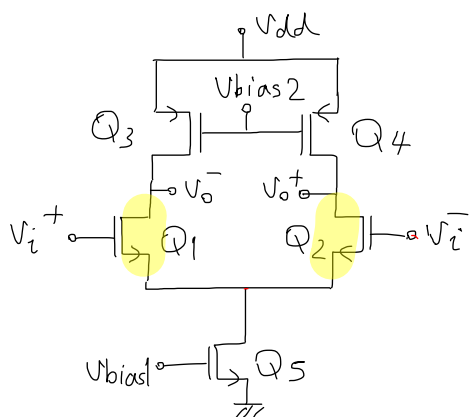 Vdd
Vbias2
Q3
Q4
Vo-
Vo+
Vi+
Q1
Q2
Vi-
Vbias1
Q5